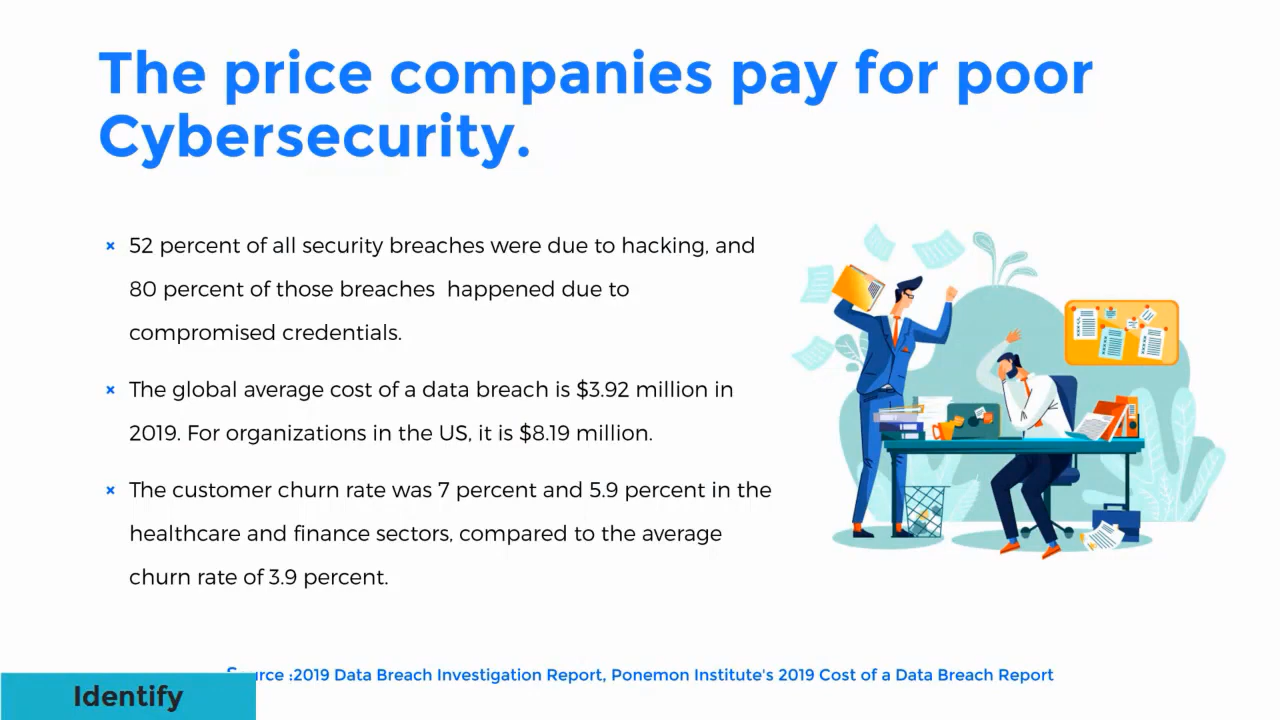 The price companies pay for poor
Cybersecurity.
× 52 percent of all security breaches were due to hacking, and
80 percent of those breaches  happened due to
compromised credentials.
× The global average cost of a data breach is $3.92 million in
2019. For organizations in the US, it is $8.19 million.
× The customer churn rate was 7 percent and 5.9 percent in the
healthcare and finance sectors, compared to the average
churn rate of 3.9 percent.
Source :2019 Data Breach Investigation Report, Ponemon Institute's 2019 Cost of a Data Breach Report
Identify